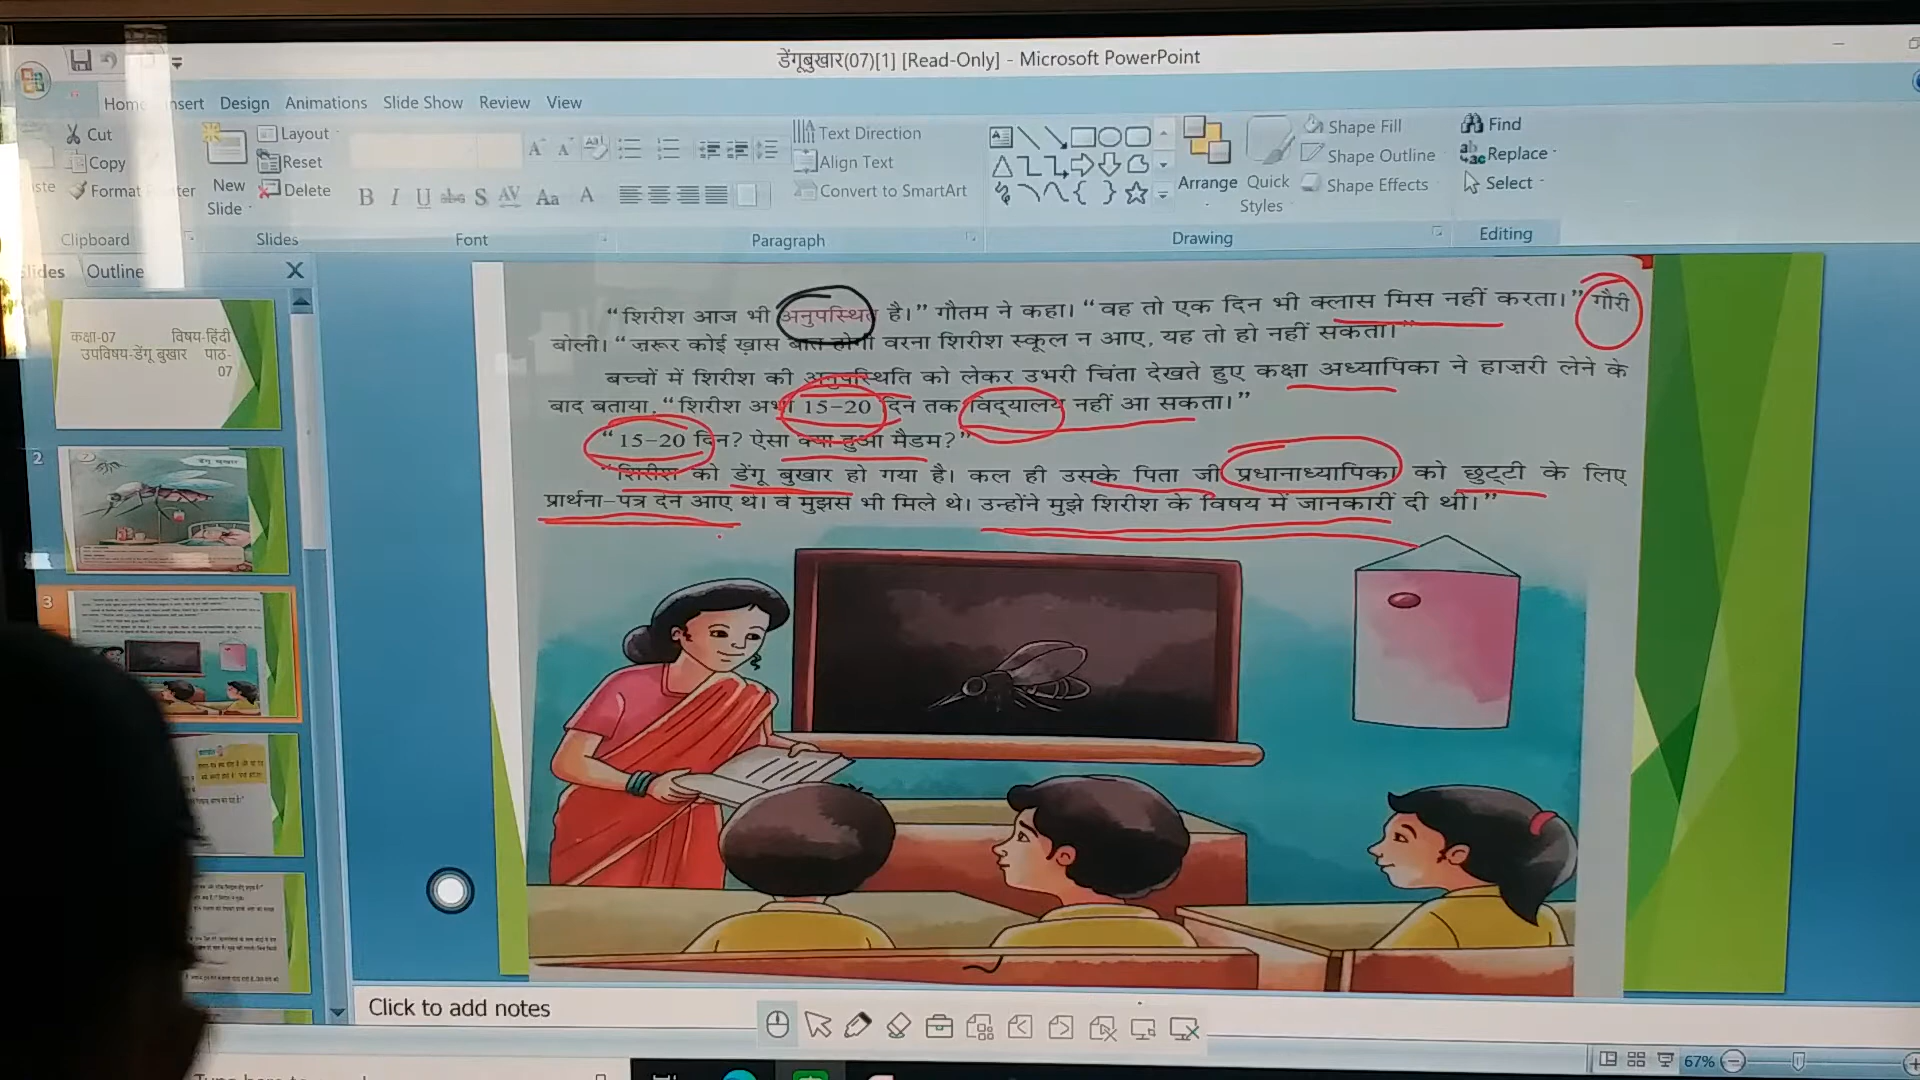 डेंगूबुखार(07)[1] [Read-Only] - Microsoft PowerPoint
Home Insert Design Animations Slide Show Review View
Cut
Copy
Format
New Slide
Layout
Reset
Delete
Text Direction
Align Text
Convert to SmartArt
Arrange
Quick Styles
Shape Fill
Shape Outline
Shape Effects
Find
Replace
Select
Clipboard Slides Font Paragraph Drawing Editing
Outline
कक्षा-07 विषय-हिंदी
उपविषय-डेंगू बुखार पाठ-
07
2
3
“शिरीश आज भी अनुपस्थित है।” गौतम ने कहा। “वह तो एक दिन भी क्लास मिस नहीं करता।” गौरी
बोली। “ज़रूर कोई ख़ास बात होगी वरना शिरीश स्कूल न आए, यह तो हो नहीं सकता।”
बच्चों में शिरीश की अनुपस्थिति को लेकर उभरी चिंता देखते हुए कक्षा अध्यापिका ने हाज़री लेने के
बाद बताया, “शिरीश अभी 15–20 दिन तक विद्यालय नहीं आ सकता।”
“15–20 दिन? ऐसा क्या हुआ मैडम?”
“शिरीश को डेंगू बुखार हो गया है। कल ही उसके पिता जी प्रधानाध्यापिका को छुट्टी के लिए
प्रार्थना-पत्र देने आए थे। वे मुझसे भी मिले थे। उन्होंने मुझे शिरीश के विषय में जानकारी दी थी।”
Click to add notes
67%